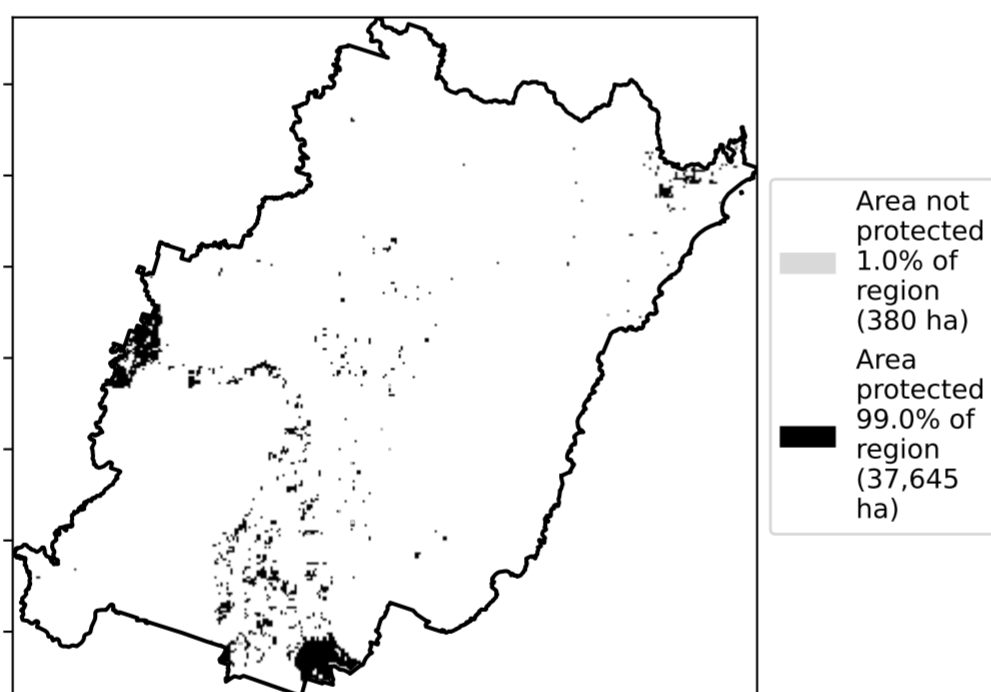 Area not
protected
1.0% of
region
(380 ha)
Area
protected
99.0% of
region
(37,645
ha)